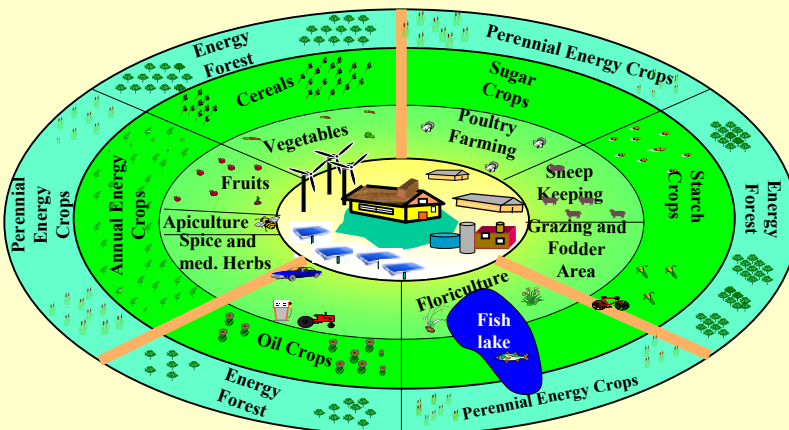 Energy
Forest
Perennial Energy Crops
Cereals
Sugar
Crops
Vegetables
Poultry
Farming
Fruits
Sheep
Keeping
Starch
Crops
Energy
Forest
Perennial
Energy
Crops
Annual Energy
Crops
Apiculture
Spice and
med. Herbs
Grazing and
Fodder
Area
Floriculture
Fish
lake
Oil Crops
Energy
Forest
Perennial Energy Crops